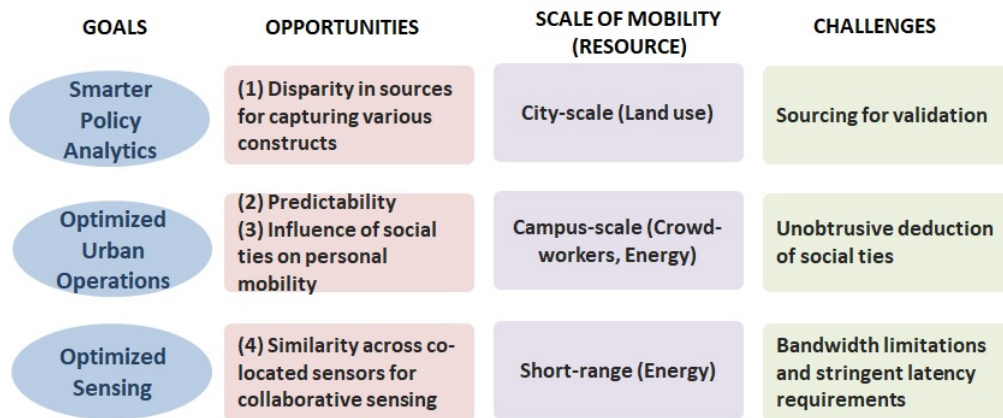 GOALS
OPPORTUNITIES
SCALE OF MOBILITY
(RESOURCE)
CHALLENGES
Smarter
Policy
Analytics
(1) Disparity in sources
for capturing various
constructs
City-scale (Land use)
Sourcing for validation
Optimized
Urban
Operations
(2) Predictability
(3) Influence of social
ties on personal
mobility
Campus-scale (Crowd-
workers, Energy)
Unobtrusive deduction
of social ties
Optimized
Sensing
(4) Similarity across co-
located sensors for
collaborative sensing
Short-range (Energy)
Bandwidth limitations
and stringent latency
requirements